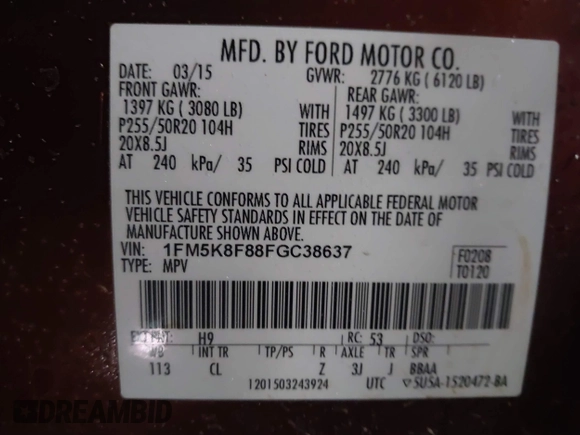 MFD. BY FORD MOTOR CO.
DATE: 03/15 GVWR: 2776 KG (6120 LB)
FRONT GAWR: REAR GAWR:
1397 KG (3080 LB) WITH 1497 KG (3300 LB) WITH
P255/50R20 104H TIRES P255/50R20 104H TIRES
20X8.5J RIMS 20X8.5J RIMS
AT 240 kPa/ 35 PSI COLD AT 240 kPa/ 35 PSI COLD
THIS VEHICLE CONFORMS TO ALL APPLICABLE FEDERAL MOTOR
VEHICLE SAFETY STANDARDS IN EFFECT ON THE DATE OF
MANUFACTURE SHOWN ABOVE.
VIN: 1FM5K8F88FGC38637 F0208
TYPE: MPV T0120
EXT PNT: H9 RC: 53 DSO:
WB INT TR TP/PS R AXLE TR SPR
113 CL Z 3J J BBAA
1201503243924 UTC ▽5U5A-1520472-BA
DREAMBID